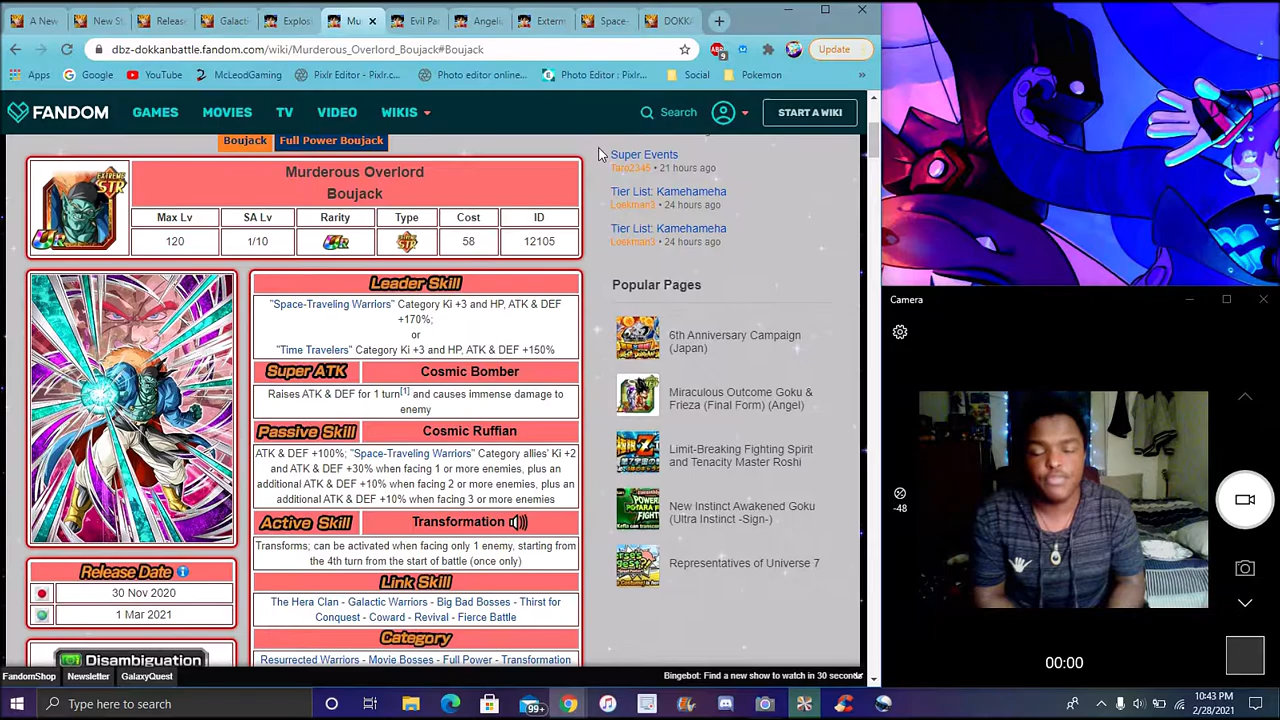 A New
New St
Releas
Galacti
Explos
Mu
Evil Pa
Angelu
Exterm
Space-
DOKKA
dbz-dokkanbattle.fandom.com/wiki/Murderous_Overlord_Boujack#Boujack
9
Update
Apps
Google
YouTube
McLeodGaming
Pixlr Editor - Pixlr.c...
Photo editor online...
Photo Editor : Pixlr...
Social
Pokemon
FANDOM
GAMES
MOVIES
TV
VIDEO
WIKIS
Search
START A WIKI
Boujack
Full Power Boujack
Murderous Overlord
Boujack
EXTREME STR
Max Lv
SA Lv
Rarity
Type
Cost
ID
120
1/10
UR
STR
58
12105
Leader Skill
"Space-Traveling Warriors" Category Ki +3 and HP, ATK & DEF
+170%;
or
"Time Travelers" Category Ki +3 and HP, ATK & DEF +150%
Super ATK
Cosmic Bomber
Raises ATK & DEF for 1 turn[1] and causes immense damage to
enemy
Passive Skill
Cosmic Ruffian
ATK & DEF +100%; "Space-Traveling Warriors" Category allies' Ki +2
and ATK & DEF +30% when facing 1 or more enemies, plus an
additional ATK & DEF +10% when facing 2 or more enemies, plus an
additional ATK & DEF +10% when facing 3 or more enemies
Active Skill
Transformation
Transforms; can be activated when facing only 1 enemy, starting from
the 4th turn from the start of battle (once only)
Link Skill
The Hera Clan - Galactic Warriors - Big Bad Bosses - Thirst for
Conquest - Coward - Revival - Fierce Battle
Category
Resurrected Warriors - Movie Bosses - Full Power - Transformation
Release Date
30 Nov 2020
1 Mar 2021
Disambiguation
Super Events
Taro2345 • 21 hours ago
Tier List: Kamehameha
Loekman3 • 24 hours ago
Tier List: Kamehameha
Loekman3 • 24 hours ago
Popular Pages
6th Anniversary Campaign
(Japan)
Miraculous Outcome Goku &
Frieza (Final Form) (Angel)
Limit-Breaking Fighting Spirit
and Tenacity Master Roshi
New Instinct Awakened Goku
(Ultra Instinct -Sign-)
Representatives of Universe 7
FandomShop
Newsletter
GalaxyQuest
Bingebot: Find a new show to watch in 30 seconds
Camera
-48
00:00
Type here to search
99+
10:43 PM
2/28/2021